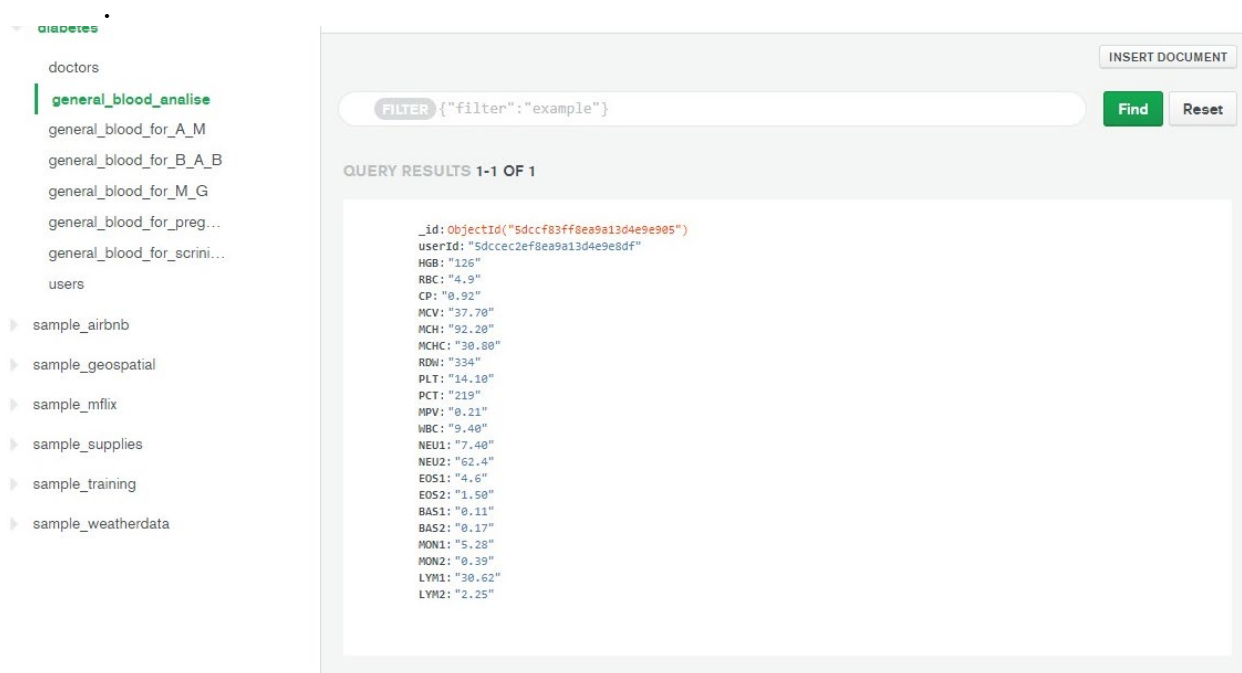 diabetes
doctors
general_blood_analise
general_blood_for_A_M
general_blood_for_B_A_B
general_blood_for_M_G
general_blood_for_preg...
general_blood_for_scrini...
users
sample_airbnb
sample_geospatial
sample_mflix
sample_supplies
sample_training
sample_weatherdata
INSERT DOCUMENT
FILTER {"filter":"example"}
Find Reset
QUERY RESULTS 1-1 OF 1
_id:ObjectId("5dccf83ff8ea9a13d4e9e905")
userId:"5dccec2ef8ea9a13d4e9e8df"
HGB:"126"
RBC:"4.9"
CP:"0.92"
MCV:"37.70"
MCH:"92.20"
MCHC:"30.80"
RDW:"334"
PLT:"14.10"
PCT:"219"
MPV:"0.21"
WBC:"9.40"
NEU1:"7.40"
NEU2:"62.4"
EOS1:"4.6"
EOS2:"1.50"
BAS1:"0.11"
BAS2:"0.17"
MON1:"5.28"
MON2:"0.39"
LYM1:"30.62"
LYM2:"2.25"